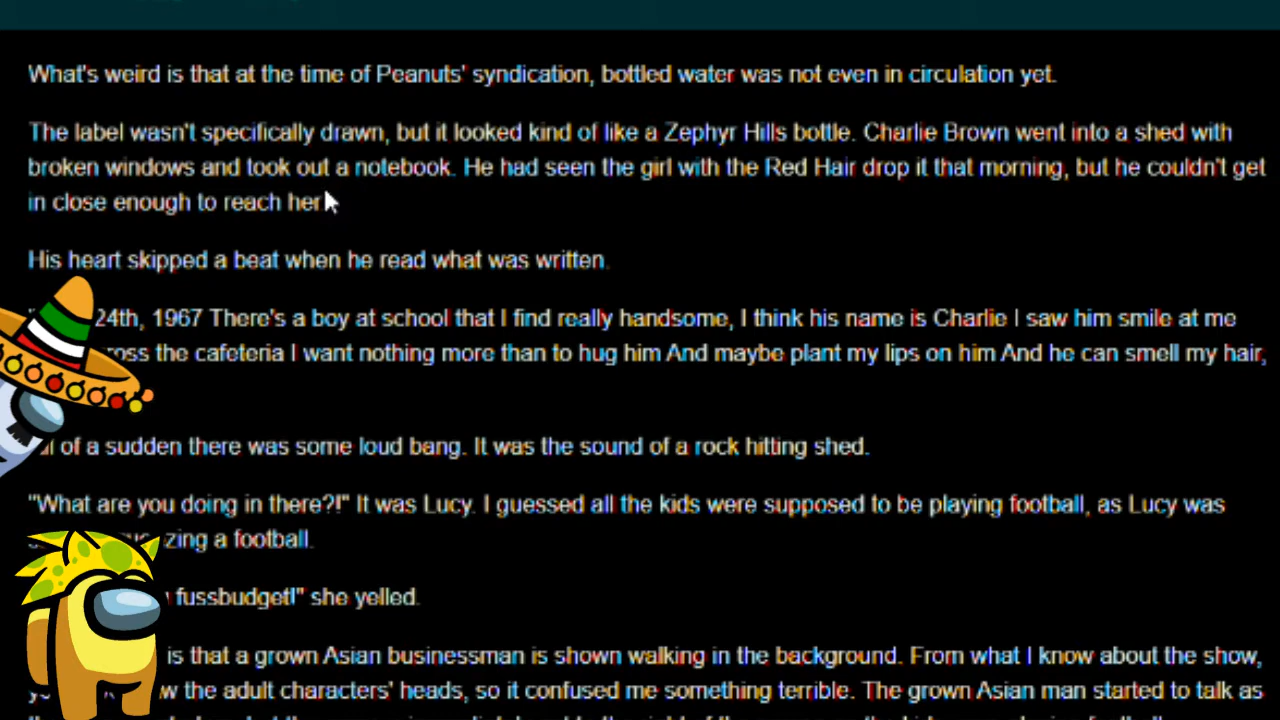 What's weird is that at the time of Peanuts' syndication, bottled water was not even in circulation yet.
The label wasn't specifically drawn, but it looked kind of like a Zephyr Hills bottle. Charlie Brown went into a shed with
broken windows and took out a notebook. He had seen the girl with the Red Hair drop it that morning, but he couldn't get
in close enough to reach her
His heart skipped a beat when he read what was written.
24th, 1967 There's a boy at school that I find really handsome, I think his name is Charlie I saw him smile at me
the cafeteria I want nothing more than to hug him And maybe plant my lips on him And he can smell my hair,
of a sudden there was some loud bang. It was the sound of a rock hitting shed.
"What are you doing in there?!" It was Lucy. I guessed all the kids were supposed to be playing football, as Lucy was
a football.
fussbudget!" she yelled.
is that a grown Asian businessman is shown walking in the background. From what I know about the show,
the adult characters' heads, so it confused me something terrible. The grown Asian man started to talk as